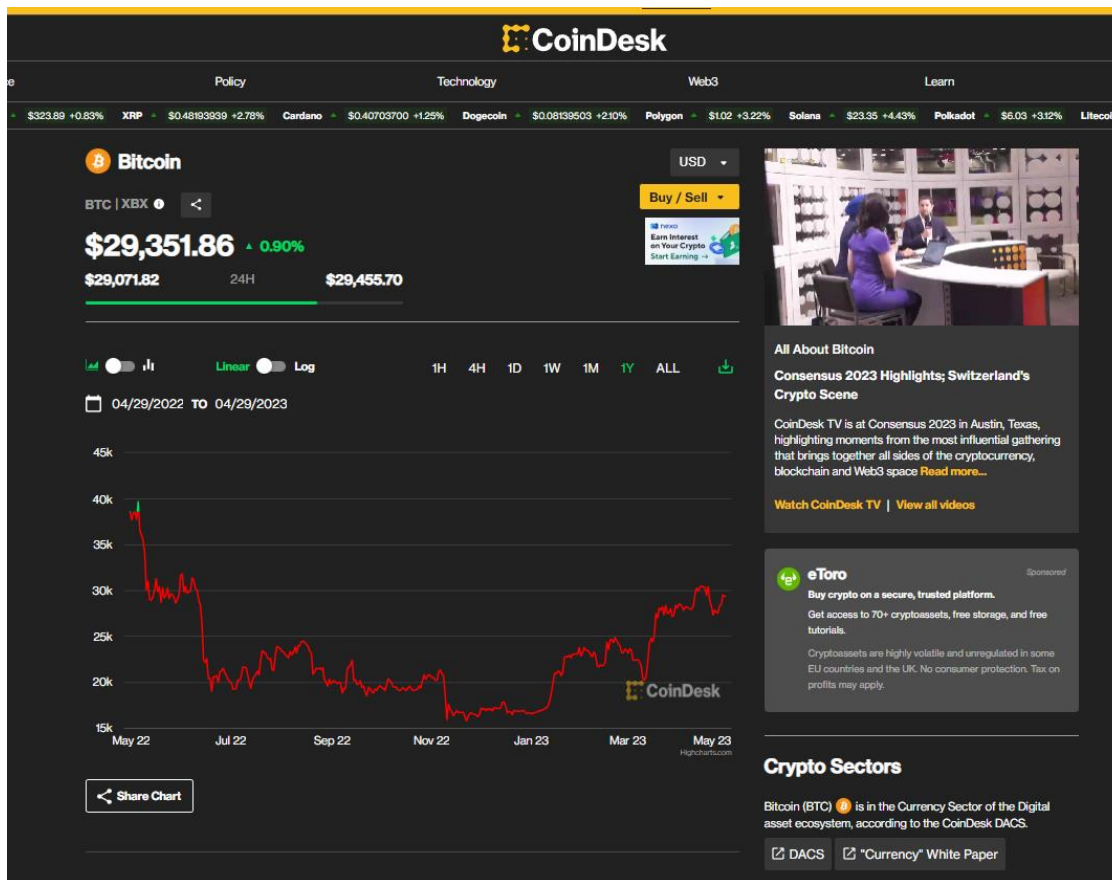 CoinDesk
ce Policy Technology Web3 Learn
$323.89 +0.83% XRP $0.48193939 +2.78% Cardano $0.40703700 +1.25% Dogecoin $0.08139503 +2.10% Polygon $1.02 +3.22% Solana $23.35 +4.43% Polkadot $6.03 +3.12% Litecoi
Bitcoin
USD
BTC | XBX
Buy / Sell
$29,351.86 0.90%
nexo
Earn Interest
on Your Crypto
Start Earning →
$29,071.82 24H $29,455.70
Linear Log 1H 4H 1D 1W 1M 1Y ALL
04/29/2022 TO 04/29/2023
45k
40k
35k
30k
25k
20k
15k
CoinDesk
May 22 Jul 22 Sep 22 Nov 22 Jan 23 Mar 23 May 23
Highcharts.com
Share Chart
All About Bitcoin
Consensus 2023 Highlights; Switzerland's
Crypto Scene
CoinDesk TV is at Consensus 2023 in Austin, Texas,
highlighting moments from the most influential gathering
that brings together all sides of the cryptocurrency,
blockchain and Web3 space Read more...
Watch CoinDesk TV | View all videos
eToro Sponsored
Buy crypto on a secure, trusted platform.
Get access to 70+ cryptoassets, free storage, and free
tutorials.
Cryptoassets are highly volatile and unregulated in some
EU countries and the UK. No consumer protection. Tax on
profits may apply.
Crypto Sectors
Bitcoin (BTC) is in the Currency Sector of the Digital
asset ecosystem, according to the CoinDesk DACS.
DACS "Currency" White Paper